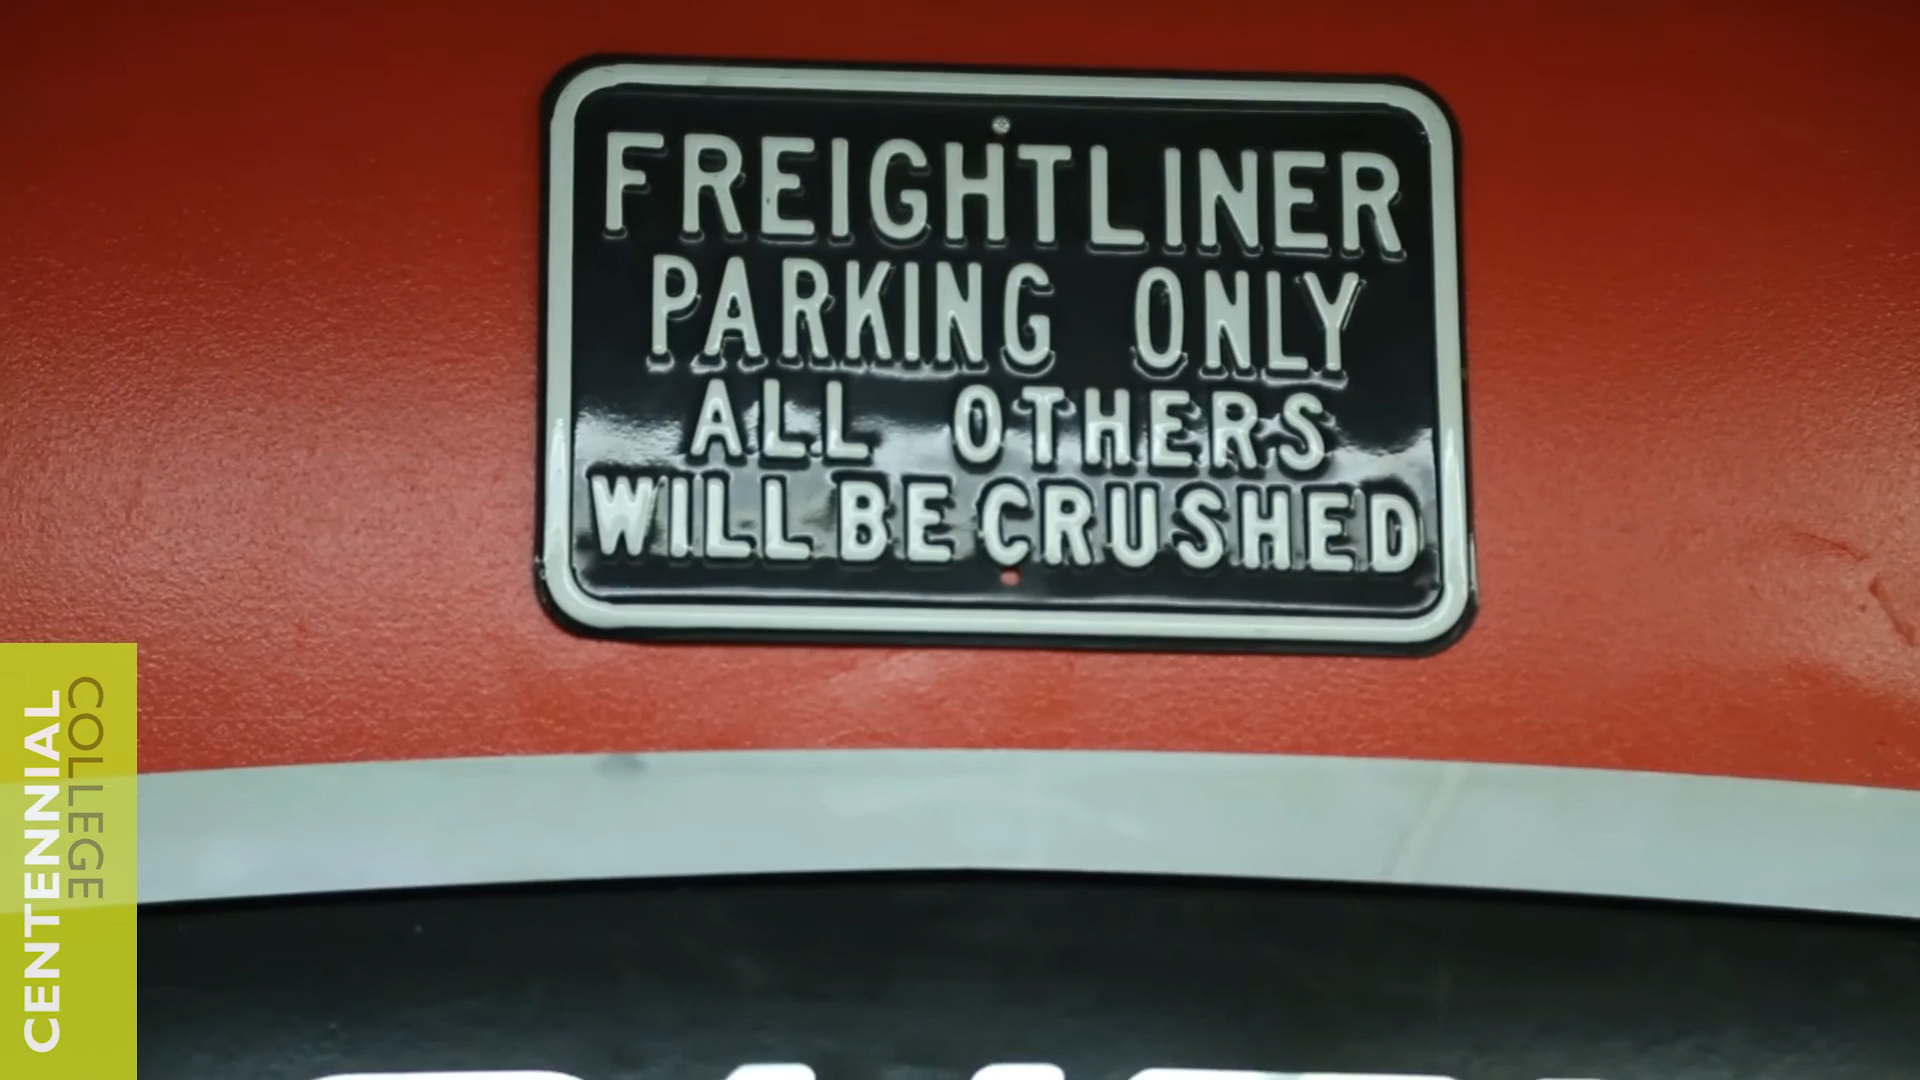 FREIGHTLINER
PARKING ONLY
ALL OTHERS
WILL BE CRUSHED
CENTENNIAL
COLLEGE